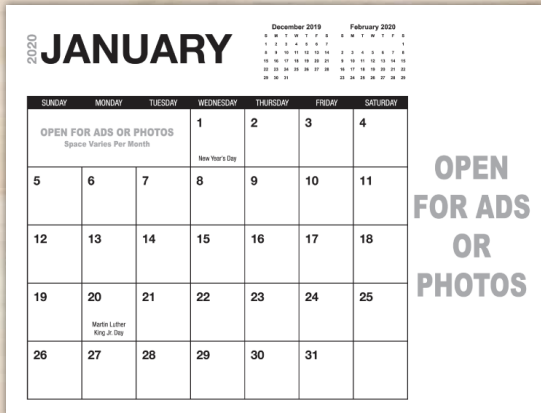 2020
JANUARY
December 2019
S M T W T F S
1 2 3 4 5 6 7
8 9 10 11 12 13 14
15 16 17 18 19 20 21
22 23 24 25 26 27 28
29 30 31
February 2020
S M T W T F S
1
2 3 4 5 6 7 8
9 10 11 12 13 14 15
16 17 18 19 20 21 22
23 24 25 26 27 28 29
SUNDAY MONDAY TUESDAY WEDNESDAY THURSDAY FRIDAY SATURDAY
OPEN FOR ADS OR PHOTOS
Space Varies Per Month
1 2 3 4
New Year's Day
5 6 7 8 9 10 11
12 13 14 15 16 17 18
19 20 21 22 23 24 25
Martin Luther
King Jr. Day
26 27 28 29 30 31
OPEN
FOR ADS
OR
PHOTOS